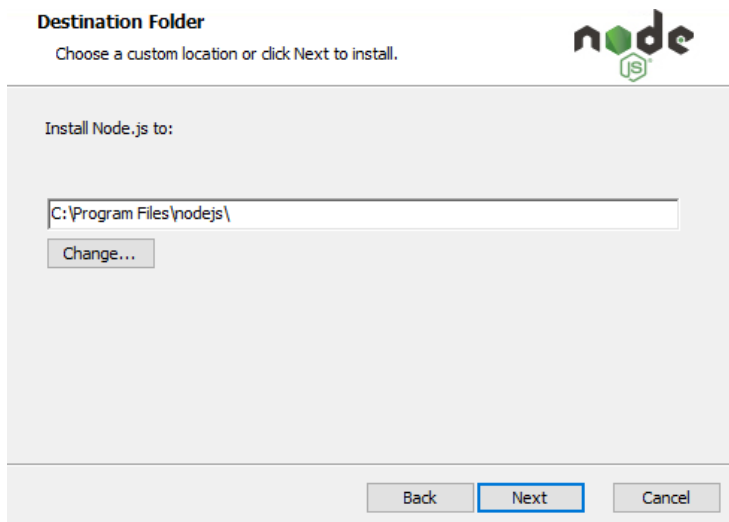 Destination Folder
Choose a custom location or click Next to install.
node
JS
Install Node.js to:
C:\Program Files\nodejs\
Change...
Back
Next
Cancel